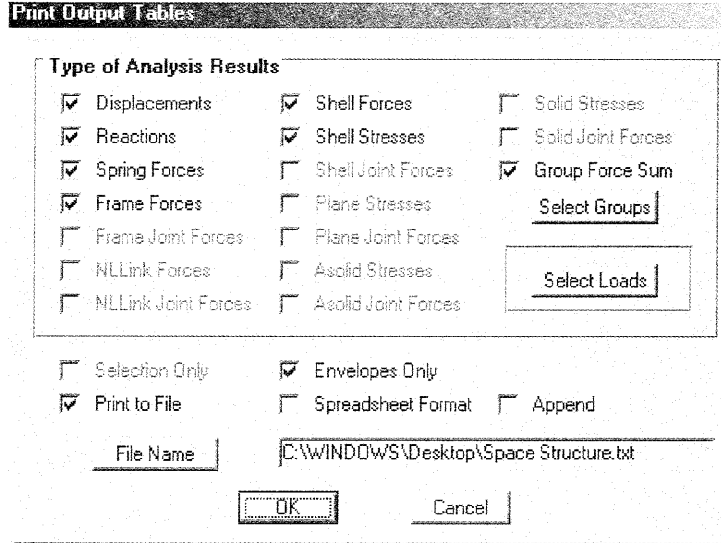 Print Output Tables
Type of Analysis Results
Displacements
Reactions
Spring Forces
Frame Forces
Frame Joint Forces
NLLink Forces
NLLink Joint Forces
Shell Forces
Shell Stresses
Shell Joint Forces
Plane Stresses
Plane Joint Forces
Asolid Stresses
Asolid Joint Forces
Solid Stresses
Solid Joint Forces
Group Force Sum
Select Groups
Select Loads
Selection Only
Envelopes Only
Print to File
Spreadsheet Format
Append
File Name
C:\WINDOWS\Desktop\Space Structure.txt
OK
Cancel